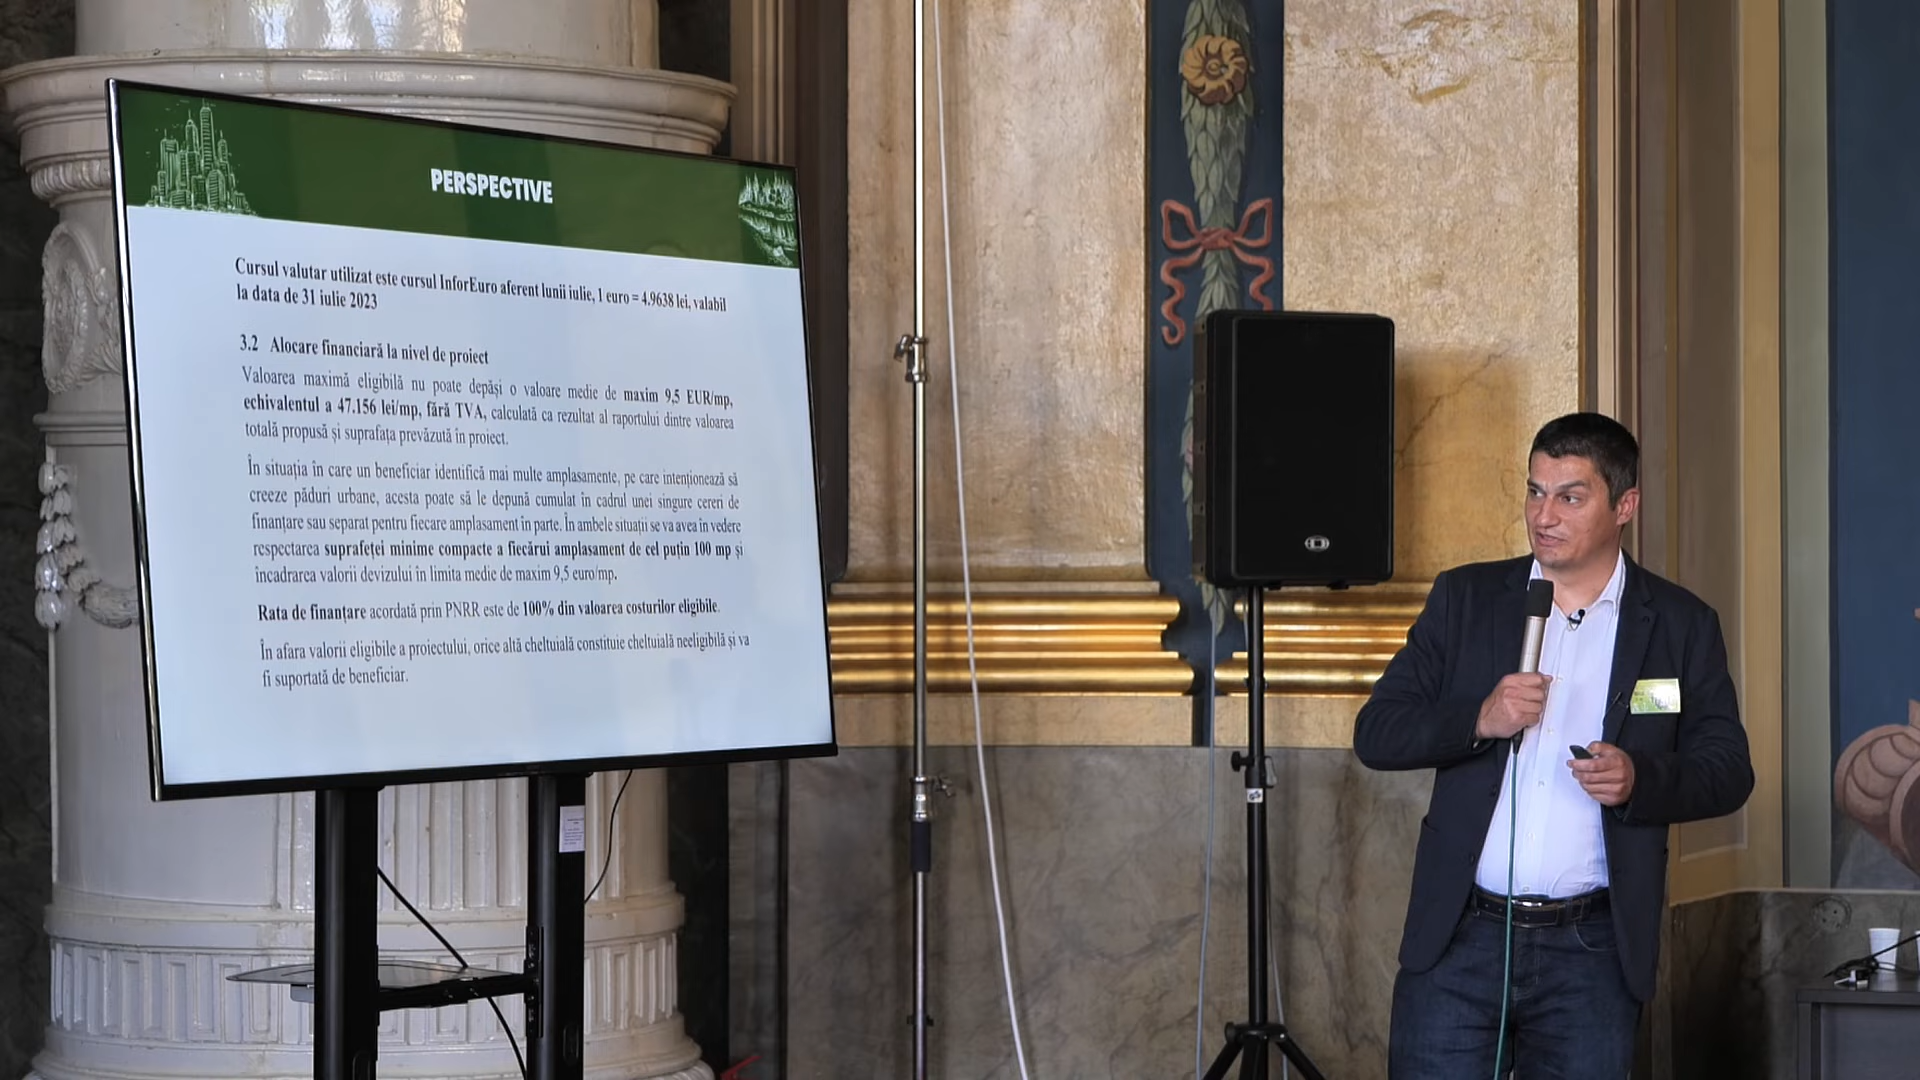 PERSPECTIVE
Cursul valutar utilizat este cursul InforEuro aferent lunii iulie, 1 euro = 4.9638 lei, valabil
la data de 31 iulie 2023
3.2 Alocare financiară la nivel de proiect
Valoarea maximă eligibilă nu poate depăși o valoare medie de maxim 9,5 EUR/mp,
echivalentul a 47.156 lei/mp, fără TVA, calculată ca rezultat al raportului dintre valoarea
totală propusă și suprafața prevăzută în proiect.
În situația în care un beneficiar identifică mai multe amplasamente, pe care intenționează să
creeze păduri urbane, acesta poate să le depună cumulat în cadrul unei singure cereri de
finanțare sau separat pentru fiecare amplasament în parte. În ambele situații se va avea în vedere
respectarea suprafeței minime compacte a fiecărui amplasament de cel puțin 100 mp și
încadrarea valorii devizului în limita medie de maxim 9,5 euro/mp.
Rata de finanțare acordată prin PNRR este de 100% din valoarea costurilor eligibile.
În afara valorii eligibile a proiectului, orice altă cheltuială constituie cheltuială neeligibilă și va
fi suportată de beneficiar.